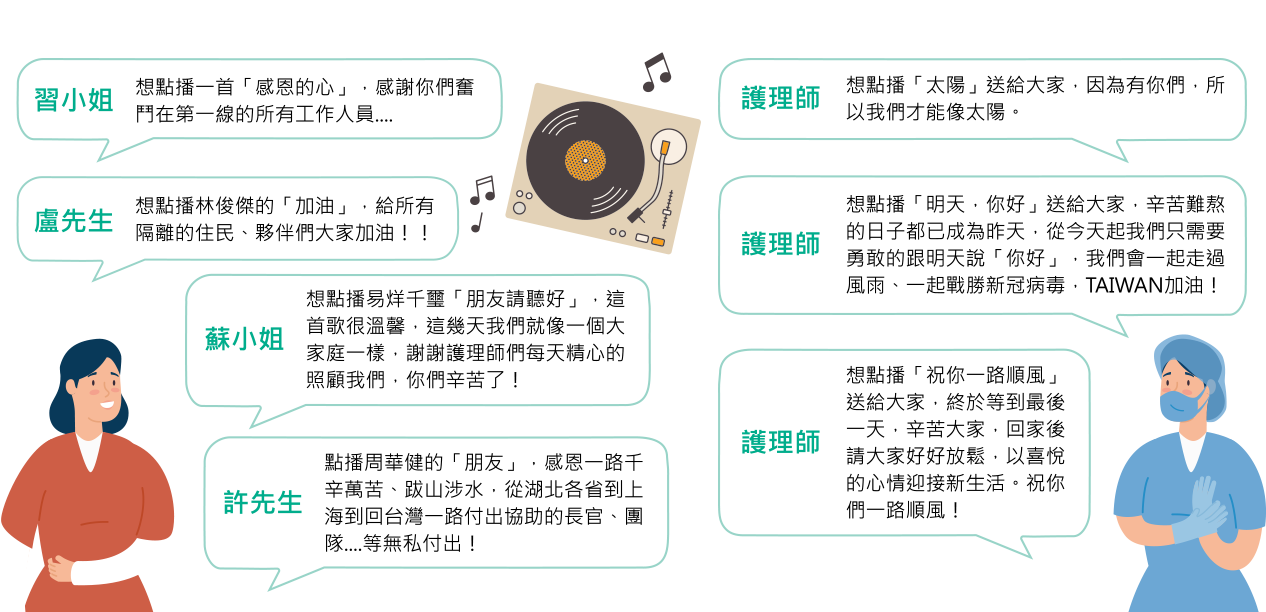 習小姐
想點播一首「感恩的心」，感謝你們奮
鬥在第一線的所有工作人員....
盧先生
想點播林俊傑的「加油」，給所有
隔離的住民、夥伴們大家加油！！
蘇小姐
想點播易烊千璽「朋友請聽好」，這
首歌很溫馨，這幾天我們就像一個大
家庭一樣，謝謝護理師們每天精心的
照顧我們，你們辛苦了！
許先生
點播周華健的「朋友」，感恩一路千
辛萬苦、跋山涉水，從湖北各省到上
海到回台灣一路付出協助的長官、團
隊....等無私付出！
護理師
想點播「太陽」送給大家，因為有你們，所
以我們才能像太陽。
護理師
想點播「明天，你好」送給大家，辛苦難熬
的日子都已成為昨天，從今天起我們只需要
勇敢的跟明天說「你好」，我們會一起走過
風雨、一起戰勝新冠病毒，TAIWAN加油！
護理師
想點播「祝你一路順風」
送給大家，終於等到最後
一天，辛苦大家，回家後
請大家好好放鬆，以喜悅
的心情迎接新生活。祝你
們一路順風！